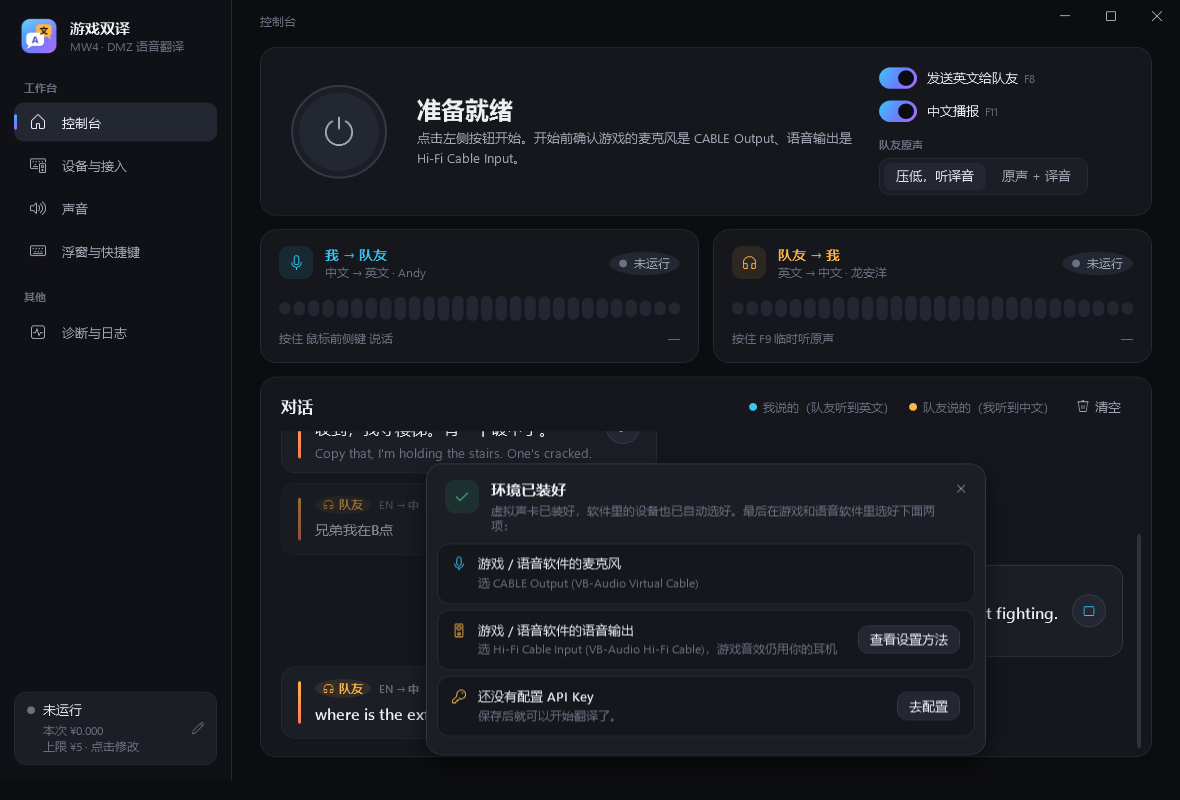 游戏双译
MW4 · DMZ 语音翻译
工作台
控制台
设备与接入
声音
浮窗与快捷键
其他
诊断与日志
未运行
本次 ¥0.000
上限 ¥5 · 点击修改
控制台
准备就绪
点击左侧按钮开始。开始前确认游戏的麦克风是 CABLE Output、语音输出是
Hi-Fi Cable Input。
发送英文给队友 F8
中文播报 F11
队友原声
压低，听译音
原声 + 译音
我 → 队友
中文 → 英文 · Andy
未运行
按住 鼠标前侧键 说话
—
队友 → 我
英文 → 中文 · 龙安洋
未运行
按住 F9 临时听原声
—
对话
我说的（队友听到英文）
队友说的（我听到中文）
清空
Copy that, I'm holding the stairs. One's cracked.
队友 EN → 中
兄弟我在B点
t fighting.
队友 EN → 中
where is the
环境已装好
虚拟声卡已装好，软件里的设备也已自动选好。最后在游戏和语音软件里选好下面两
项：
游戏 / 语音软件的麦克风
选 CABLE Output (VB-Audio Virtual Cable)
游戏 / 语音软件的语音输出
选 Hi-Fi Cable Input (VB-Audio Hi-Fi Cable)，游戏音效仍用你的耳机
查看设置方法
还没有配置 API Key
保存后就可以开始翻译了。
去配置